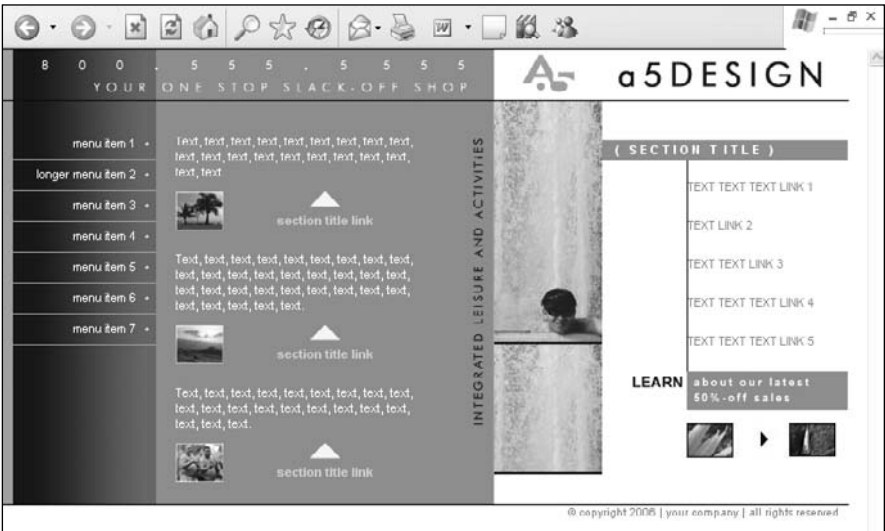 8 0 0 . 5 5 5 . 5 5 5 5
YOUR ONE STOP SLACK-OFF SHOP
A5
a5DESIGN
menu item 1
longer menu item 2
menu item 3
menu item 4
menu item 5
menu item 6
menu item 7
Text, text, text, text, text, text, text, text, text,
text, text, text, text, text, text, text, text, text,
text, text.
section title link
Text, text, text, text, text, text, text, text, text,
text, text, text, text, text, text, text, text, text,
text, text, text, text, text, text, text, text, text,
text, text, text, text, text.
section title link
Text, text, text, text, text, text, text, text, text,
text, text, text, text, text, text, text, text, text,
text, text, text.
section title link
INTEGRATED LEISURE AND ACTIVITIES
( SECTION TITLE )
TEXT TEXT TEXT LINK 1
TEXT LINK 2
TEXT TEXT LINK 3
TEXT TEXT TEXT LINK 4
TEXT TEXT TEXT LINK 5
LEARN about our latest
50%-off sales
© copyright 2006 | your company | all rights reserved